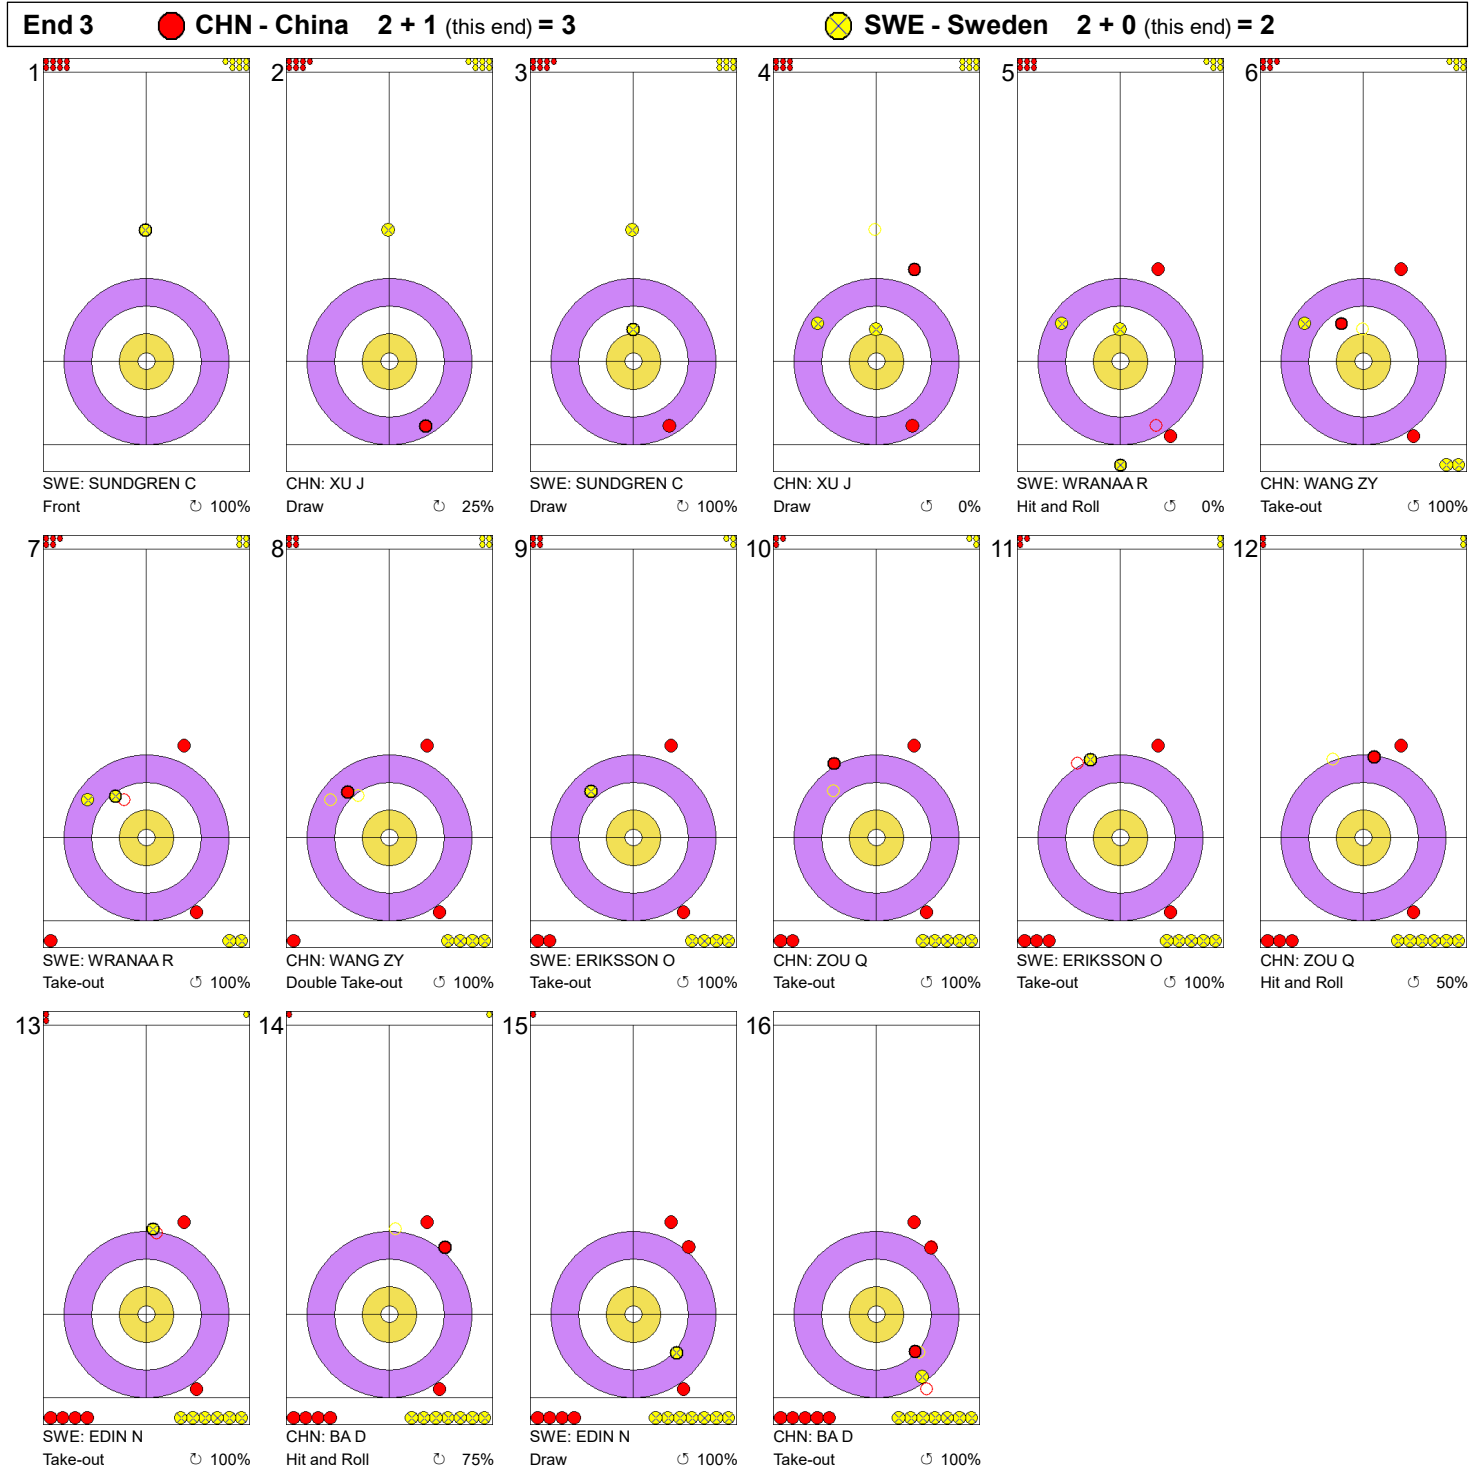 End 3 CHN - China 2 + 1 (this end) = 3 SWE - Sweden 2 + 0 (this end) = 2
1 2 3 4 5 6
SWE: SUNDGREN C CHN: XU J SWE: SUNDGREN C CHN: XU J SWE: WRANAA R CHN: WANG ZY
Front ↻ 100% Draw ↻ 25% Draw ↻ 100% Draw ↺ 0% Hit and Roll ↺ 0% Take-out ↻ 100%
7 8 9 10 11 12
SWE: WRANAA R CHN: WANG ZY SWE: ERIKSSON O CHN: ZOU Q SWE: ERIKSSON O CHN: ZOU Q
Take-out ↺ 100% Double Take-out ↺ 100% Take-out ↺ 100% Take-out ↺ 100% Take-out ↺ 100% Hit and Roll ↺ 50%
13 14 15 16
SWE: EDIN N CHN: BA D SWE: EDIN N CHN: BA D
Take-out ↻ 100% Hit and Roll ↻ 75% Draw ↺ 100% Take-out ↺ 100%